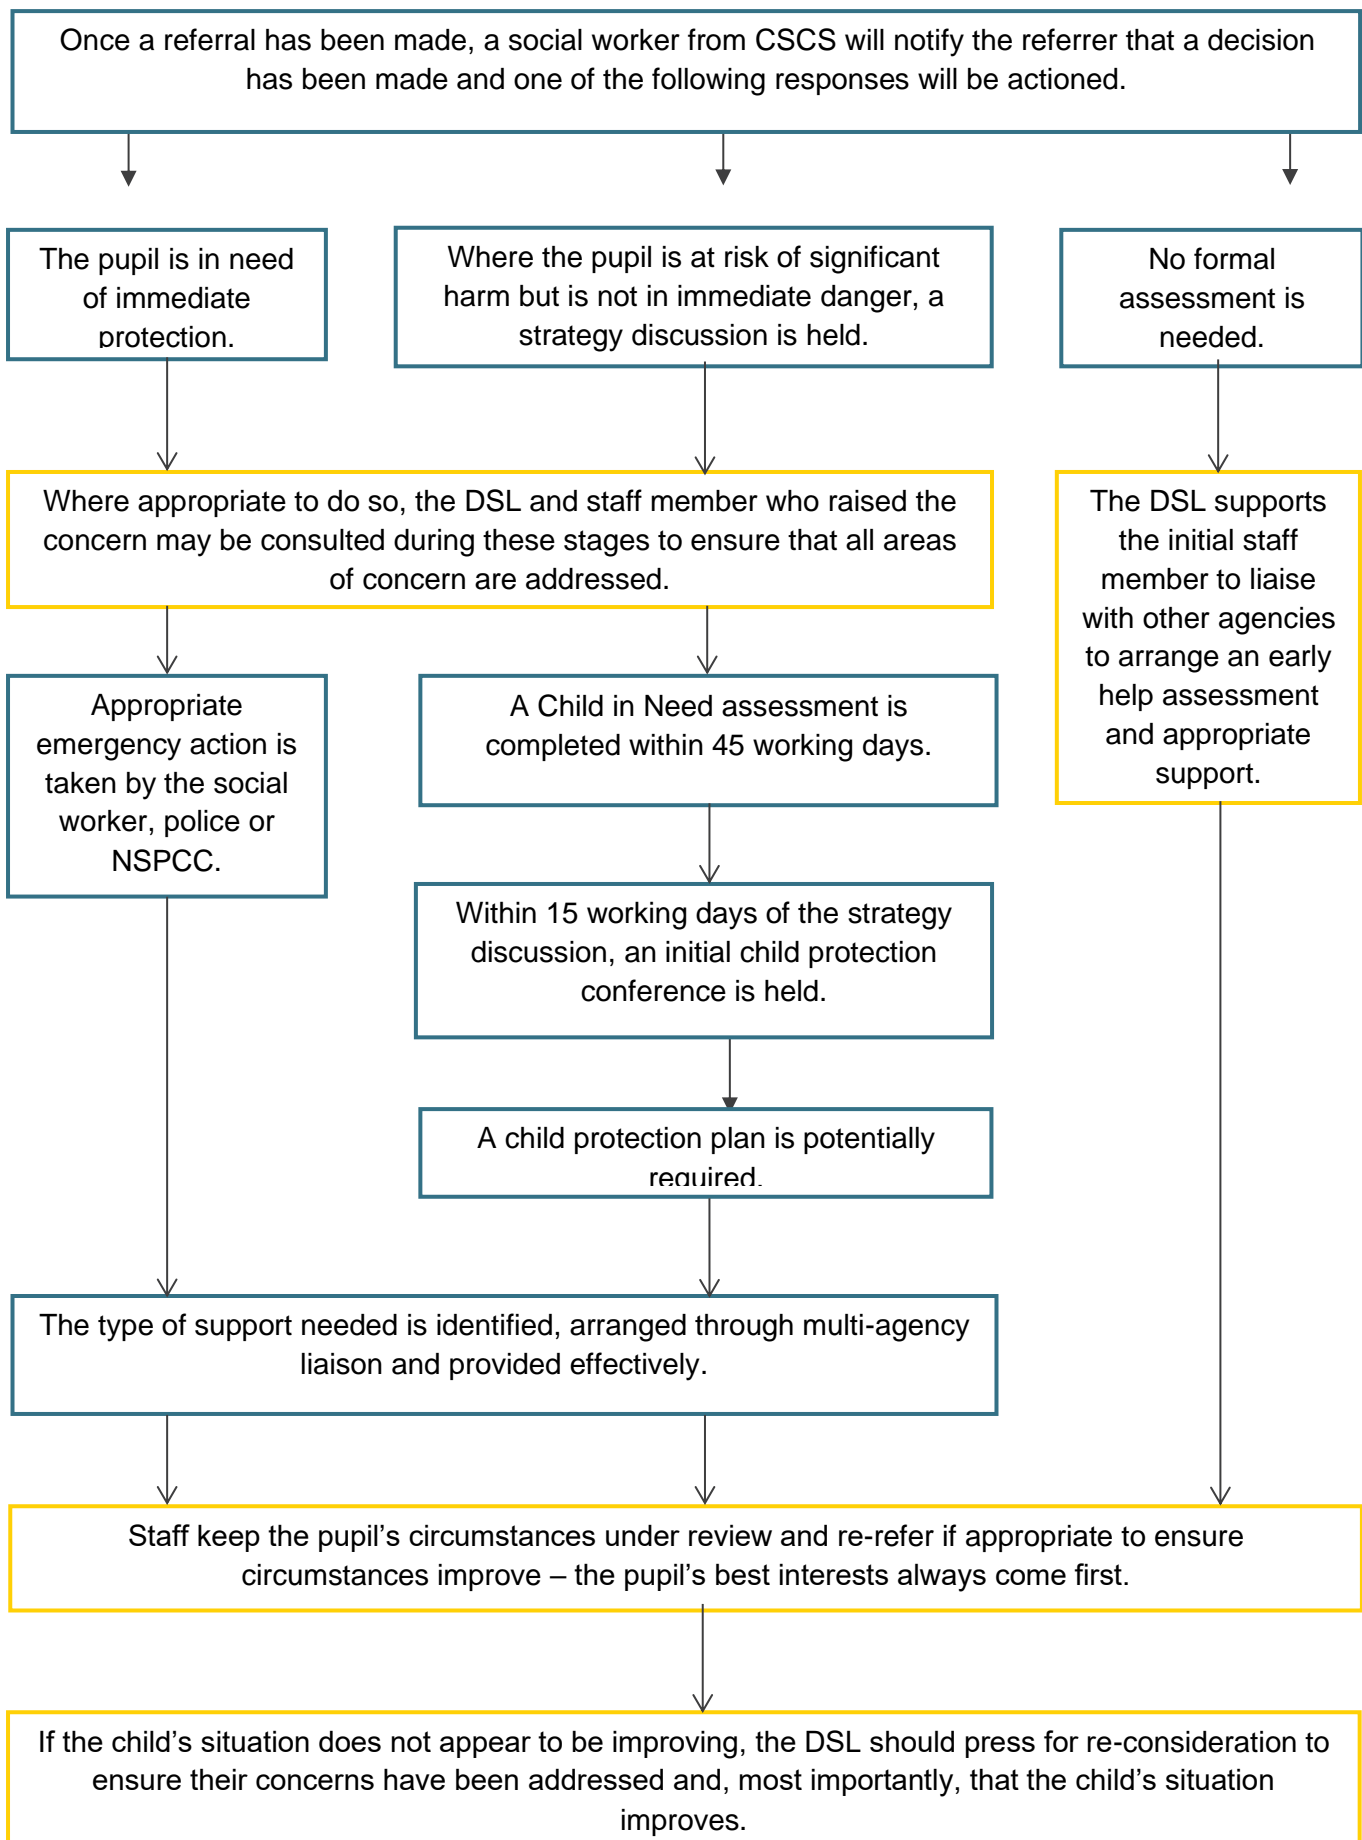 Once a referral has been made, a social worker from CSCS will notify the referrer that a decision
has been made and one of the following responses will be actioned.
The pupil is in need
of immediate
protection.
Where the pupil is at risk of significant
harm but is not in immediate danger, a
strategy discussion is held.
No formal
assessment is
needed.
Where appropriate to do so, the DSL and staff member who raised the
concern may be consulted during these stages to ensure that all areas
of concern are addressed.
The DSL supports
the initial staff
member to liaise
with other agencies
to arrange an early
help assessment
and appropriate
support.
Appropriate
emergency action is
taken by the social
worker, police or
NSPCC.
A Child in Need assessment is
completed within 45 working days.
Within 15 working days of the strategy
discussion, an initial child protection
conference is held.
A child protection plan is potentially
required.
The type of support needed is identified, arranged through multi-agency
liaison and provided effectively.
Staff keep the pupil’s circumstances under review and re-refer if appropriate to ensure
circumstances improve – the pupil’s best interests always come first.
If the child’s situation does not appear to be improving, the DSL should press for re-consideration to
ensure their concerns have been addressed and, most importantly, that the child’s situation
improves.